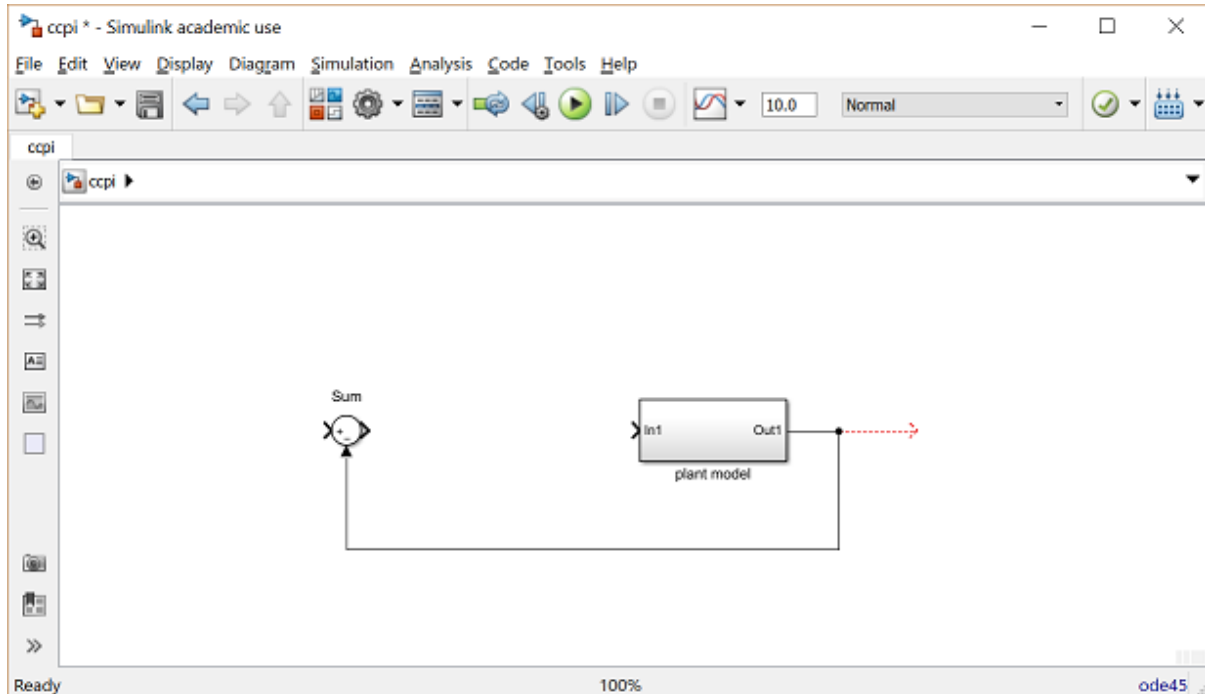 ccpi * - Simulink academic use
File Edit View Display Diagram Simulation Analysis Code Tools Help
10.0 Normal
ccpi
ccpi
Sum
+ -
In1 Out1
plant model
Ready 100% ode45